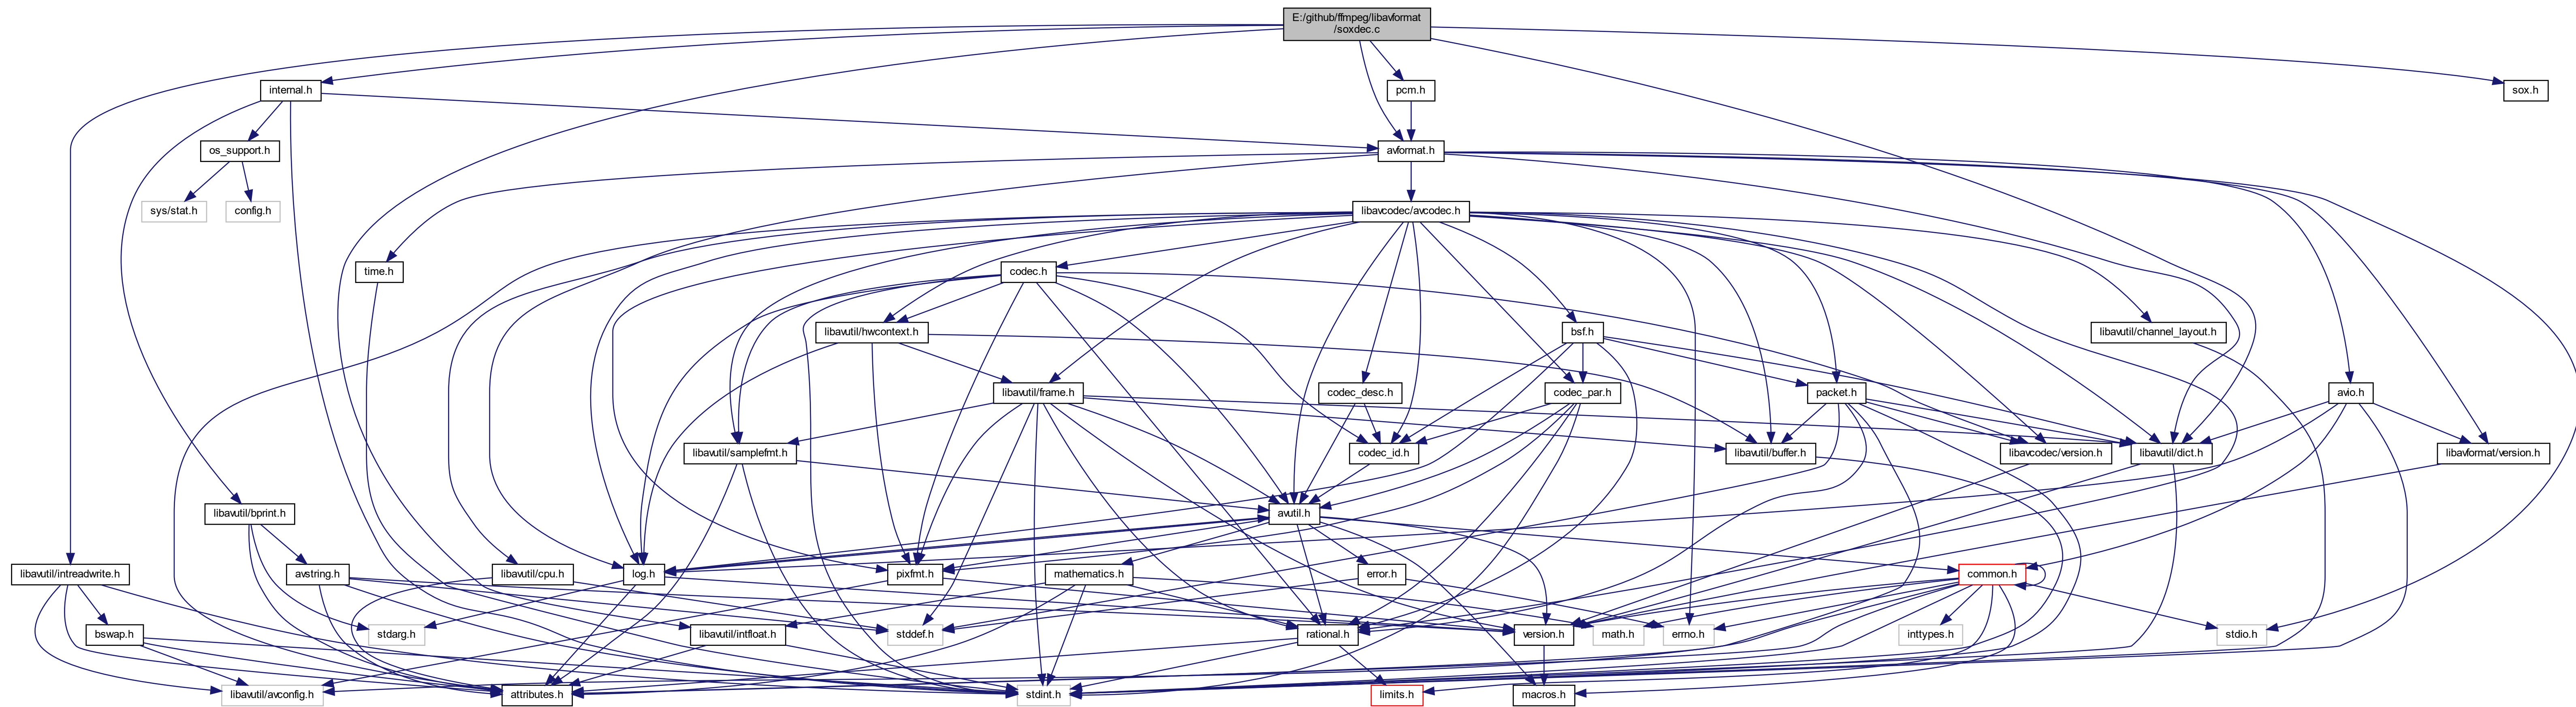 E:/github/ffmpeg/libavformat
/soxdec.c
internal.h
pcm.h
sox.h
os_support.h
avformat.h
sys/stat.h
config.h
libavcodec/avcodec.h
time.h
codec.h
libavutil/hwcontext.h
bsf.h
libavutil/channel_layout.h
libavutil/frame.h
codec_desc.h
codec_par.h
packet.h
avio.h
libavutil/samplefmt.h
codec_id.h
libavutil/buffer.h
libavcodec/version.h
libavutil/dict.h
libavformat/version.h
libavutil/bprint.h
avutil.h
libavutil/intreadwrite.h
avstring.h
libavutil/cpu.h
log.h
pixfmt.h
mathematics.h
error.h
common.h
bswap.h
stdarg.h
libavutil/intfloat.h
stddef.h
rational.h
version.h
math.h
errno.h
inttypes.h
stdio.h
libavutil/avconfig.h
attributes.h
stdint.h
limits.h
macros.h